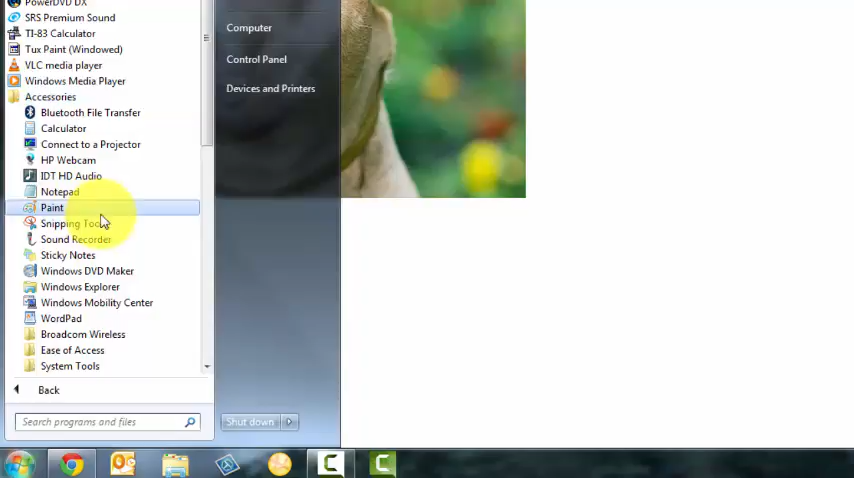 PowerDVD DX
SRS Premium Sound
TI-83 Calculator
Tux Paint (Windowed)
VLC media player
Windows Media Player
Accessories
Bluetooth File Transfer
Calculator
Connect to a Projector
HP Webcam
IDT HD Audio
Notepad
Paint
Snipping Tool
Sound Recorder
Sticky Notes
Windows DVD Maker
Windows Explorer
Windows Mobility Center
WordPad
Broadcom Wireless
Ease of Access
System Tools
Back
Search programs and files
Computer
Control Panel
Devices and Printers
Shut down